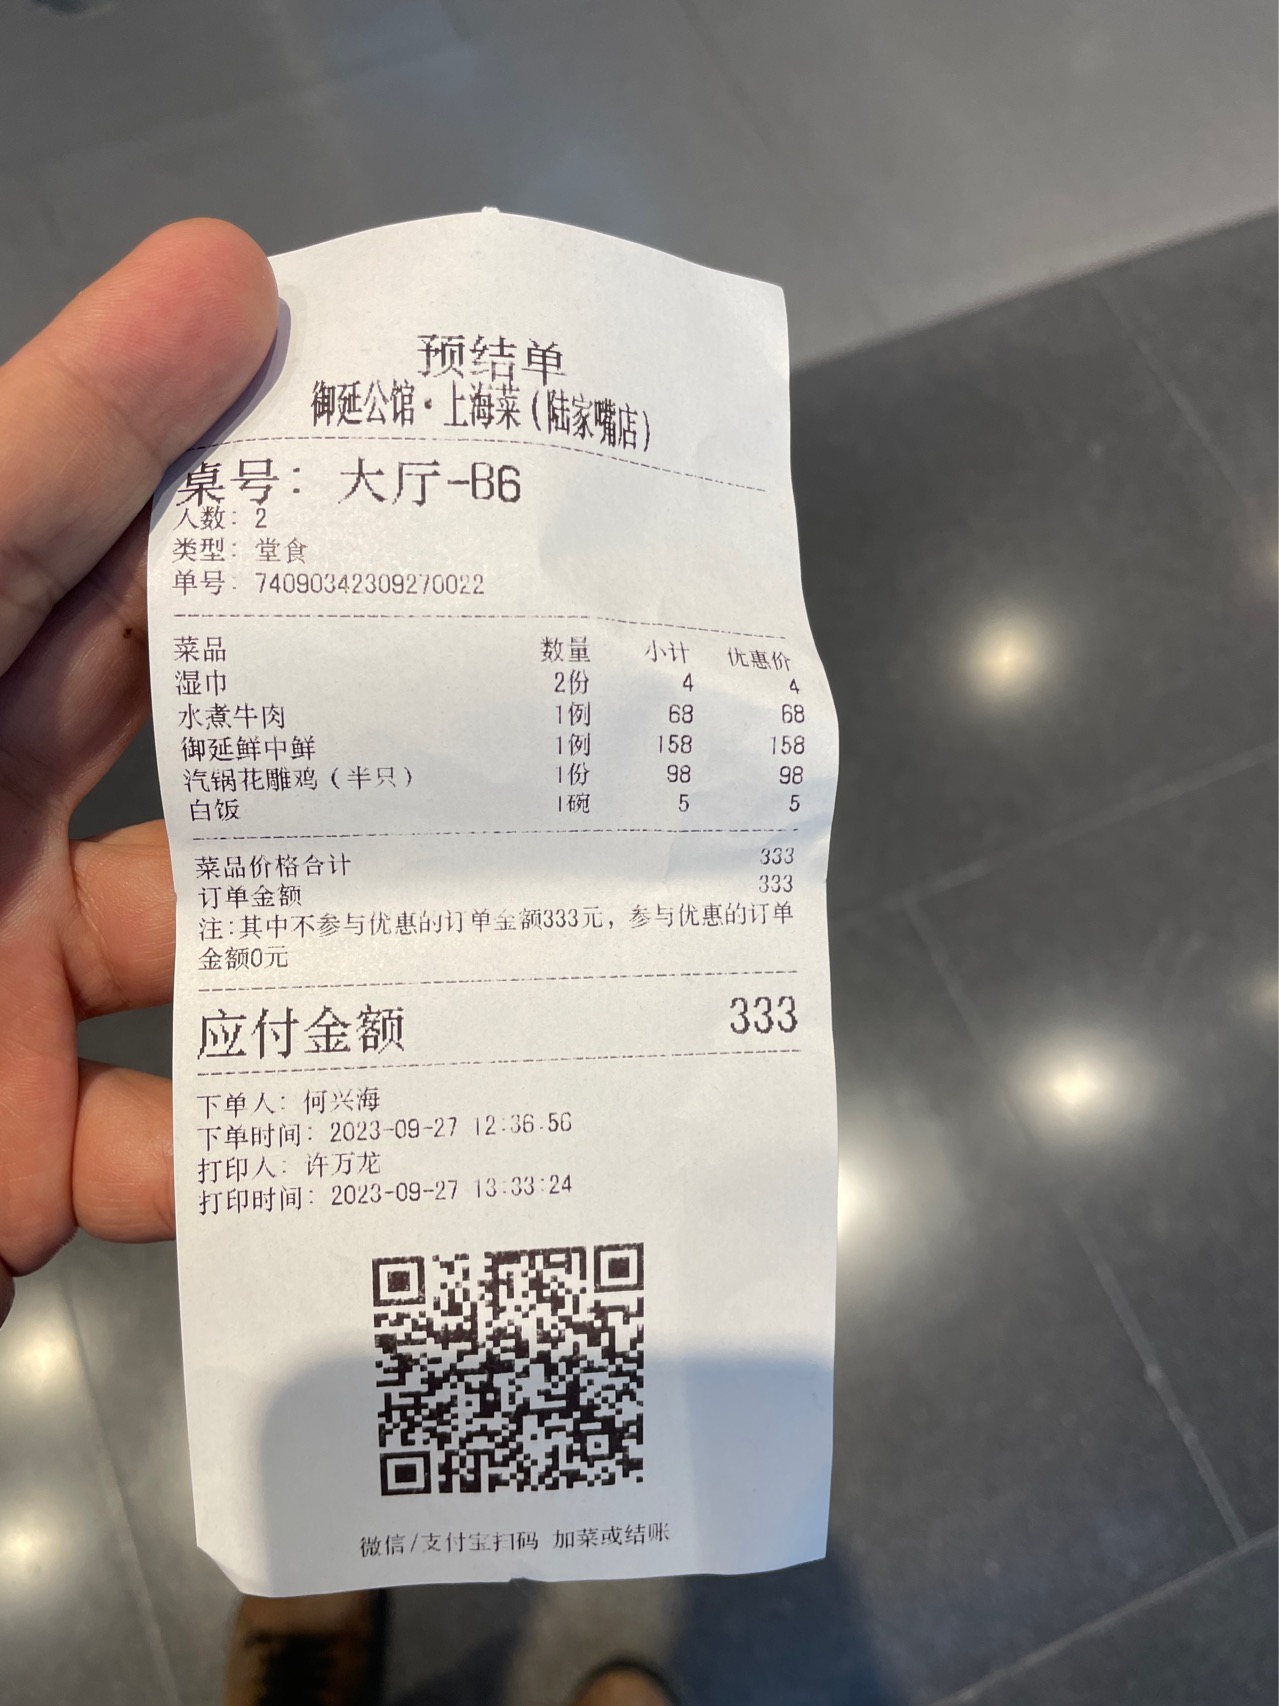 预结单
御延公馆·上海菜(陆家嘴店)
桌号: 大厅-B6
人数: 2
类型: 堂食
单号: 74090342309270022
菜品 数量 小计 优惠价
湿巾 2份 4 4
水煮牛肉 1例 68 68
御延鲜中鲜 1例 158 158
汽锅花雕鸡(半只) 1份 98 98
白饭 1碗 5 5
菜品价格合计 333
订单金额 333
注:其中不参与优惠的订单金额333元, 参与优惠的订单
金额0元
应付金额 333
下单人: 何兴海
下单时间: 2023-09-27 12:36:56
打印人: 许万龙
打印时间: 2023-09-27 13:33:24
微信/支付宝扫码 加菜或结账